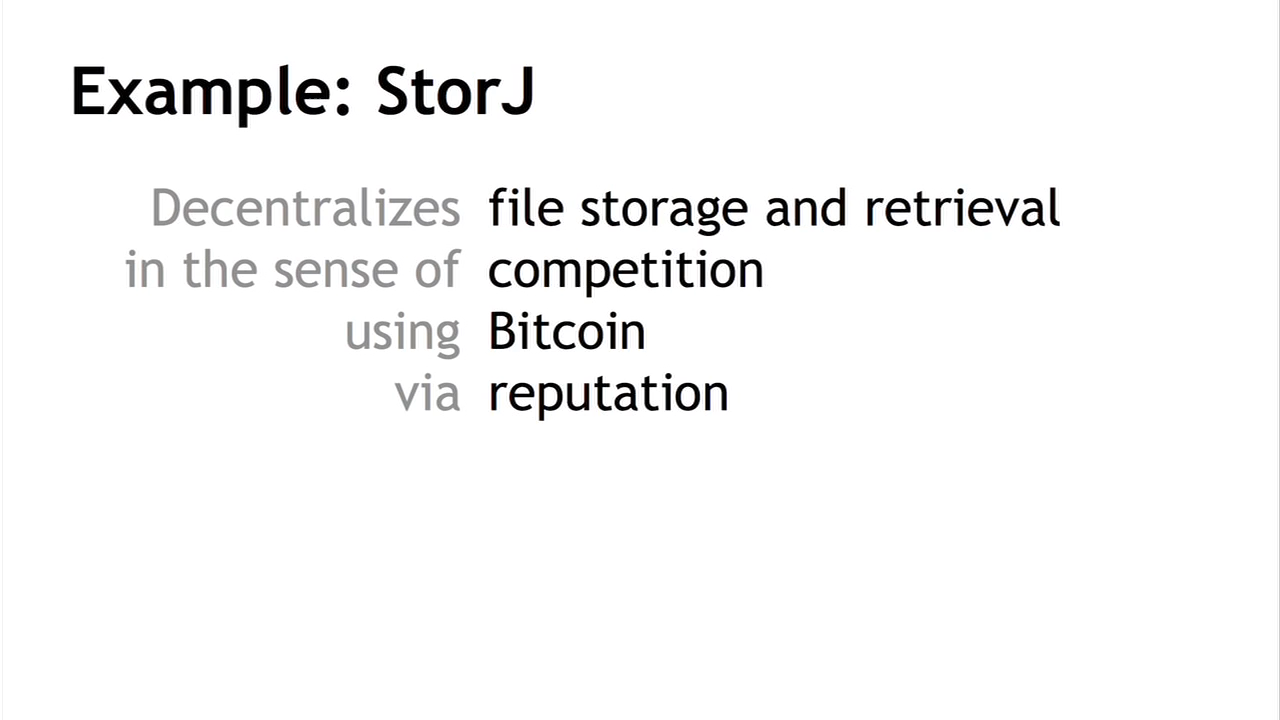 Example: StorJ
Decentralizes file storage and retrieval
in the sense of competition
using Bitcoin
via reputation